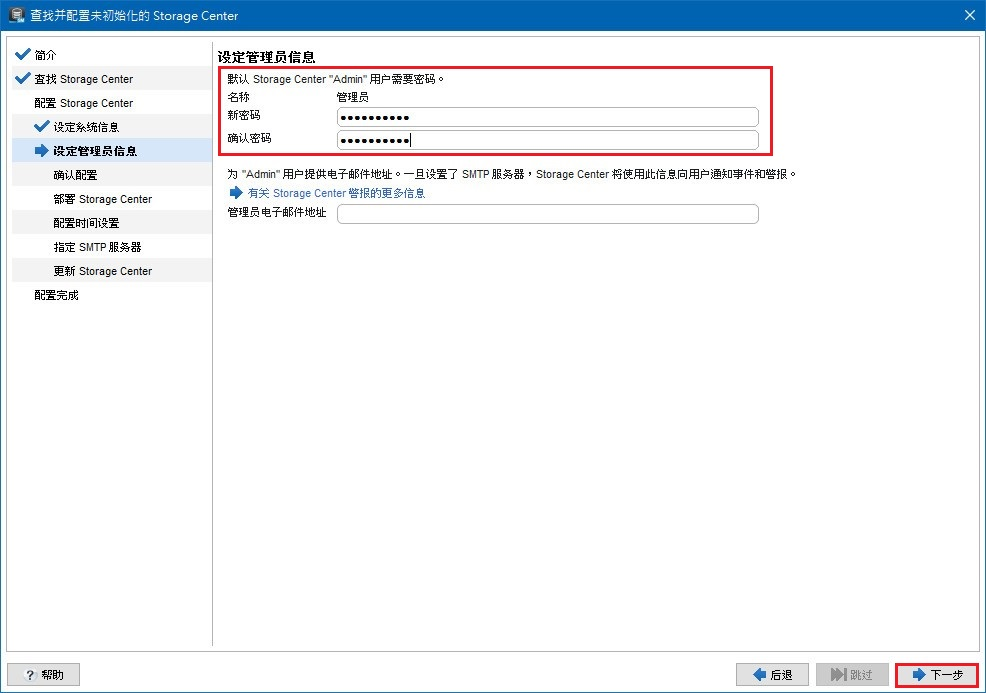 查找并配置未初始化的 Storage Center
简介
查找 Storage Center
配置 Storage Center
设定系统信息
设定管理员信息
确认配置
部署 Storage Center
配置时间设置
指定 SMTP 服务器
更新 Storage Center
配置完成
设定管理员信息
默认 Storage Center "Admin" 用户需要密码。
名称 管理员
新密码 ●●●●●●●●●●
确认密码 ●●●●●●●●●●
为 "Admin" 用户提供电子邮件地址。一旦设置了 SMTP 服务器，Storage Center 将使用此信息向用户通知事件和警报。
有关 Storage Center 警报的更多信息
管理员电子邮件地址
? 帮助
后退
跳过
下一步